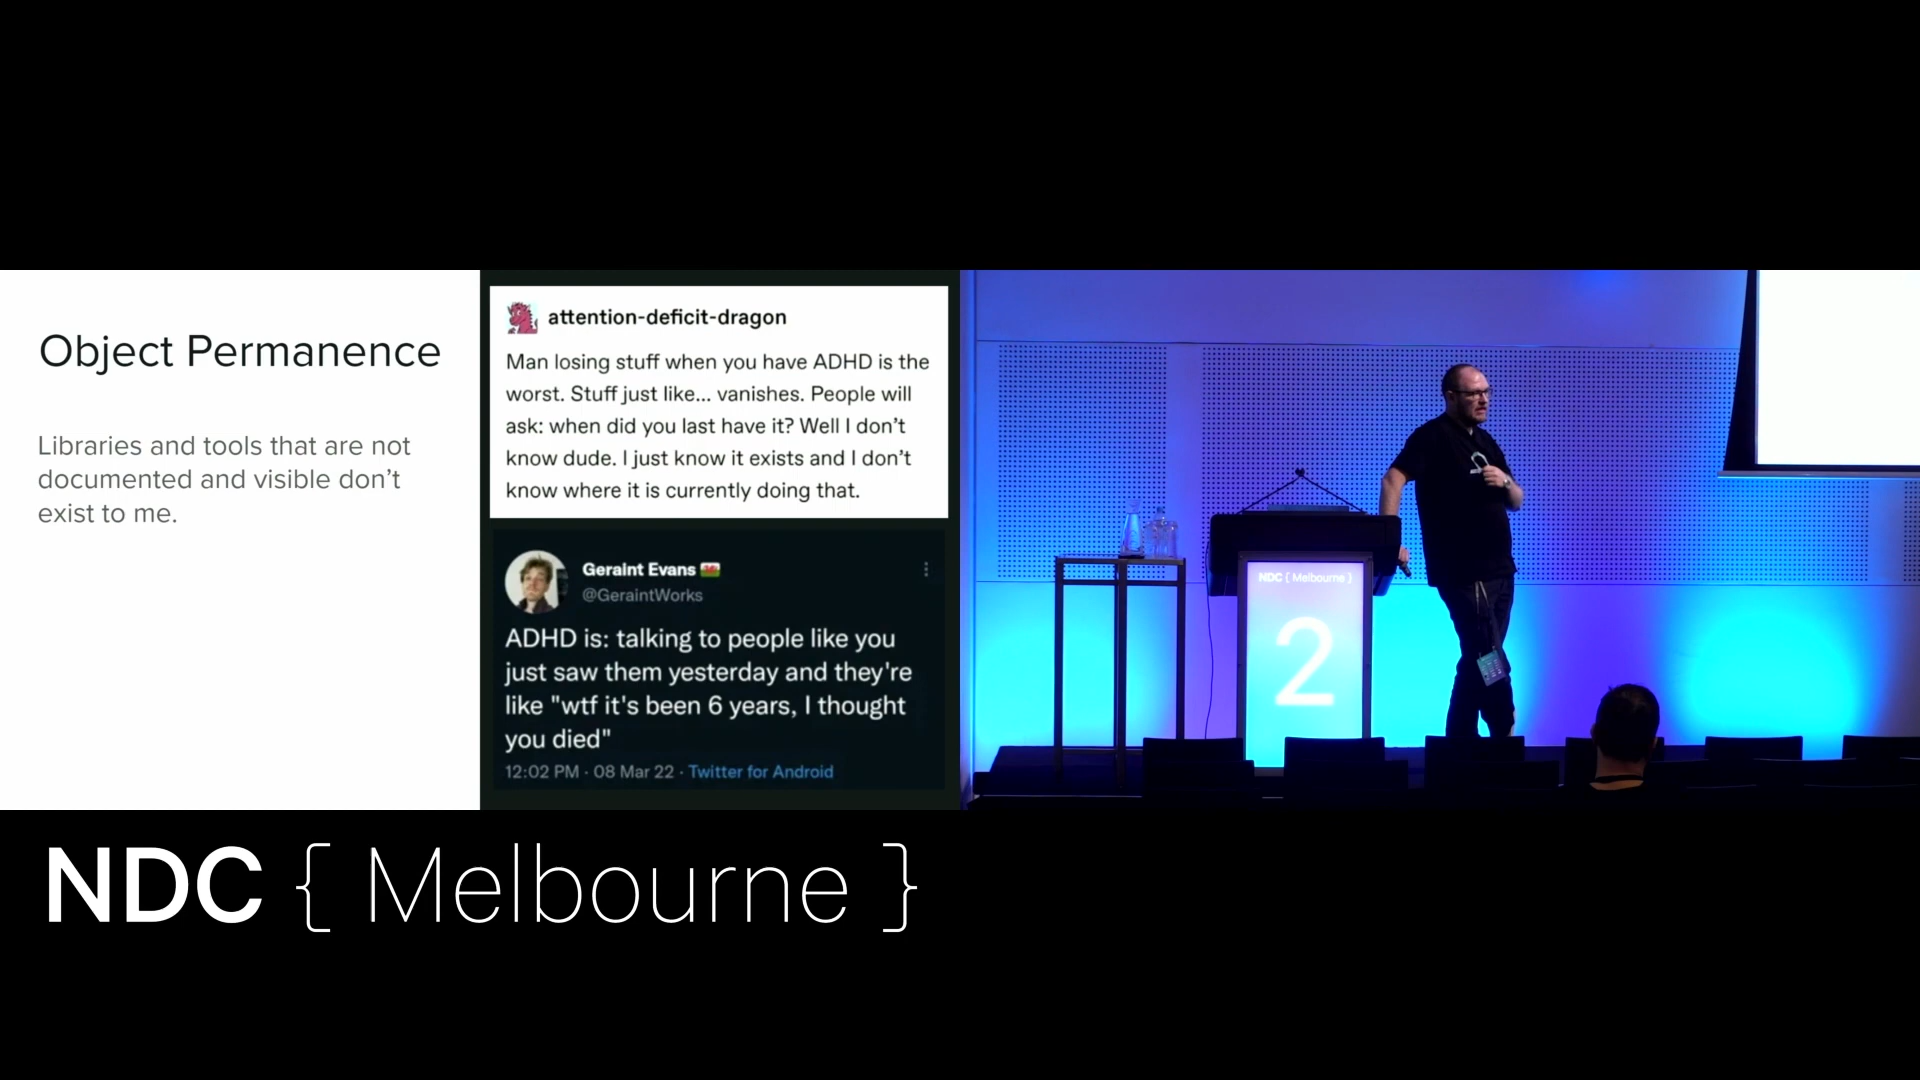 Object Permanence
Libraries and tools that are not
documented and visible don’t
exist to me.
attention-deficit-dragon
Man losing stuff when you have ADHD is the
worst. Stuff just like... vanishes. People will
ask: when did you last have it? Well I don’t
know dude. I just know it exists and I don’t
know where it is currently doing that.
Geraint Evans
@GeraintWorks
ADHD is: talking to people like you
just saw them yesterday and they're
like "wtf it's been 6 years, I thought
you died"
12:02 PM · 08 Mar 22 · Twitter for Android
NDC { Melbourne }
2
NDC { Melbourne }